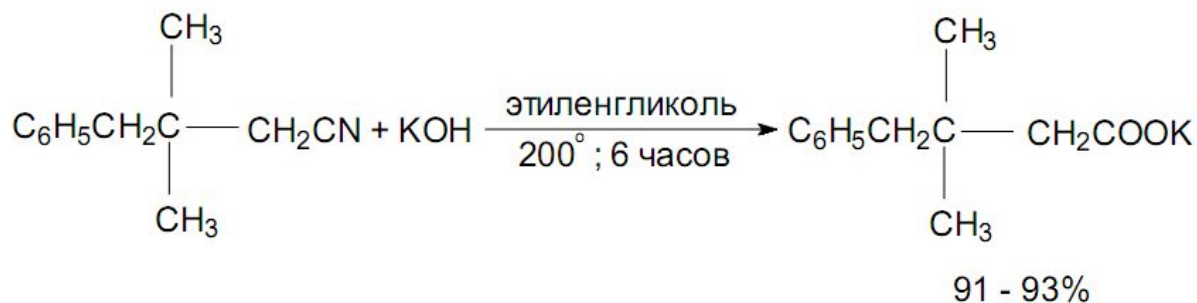 CH₃ CH₃
этиленгликоль
C₆H₅CH₂C CH₂CN + KOH C₆H₅CH₂C CH₂COOK
200° ; 6 часов
CH₃ CH₃
91 - 93%